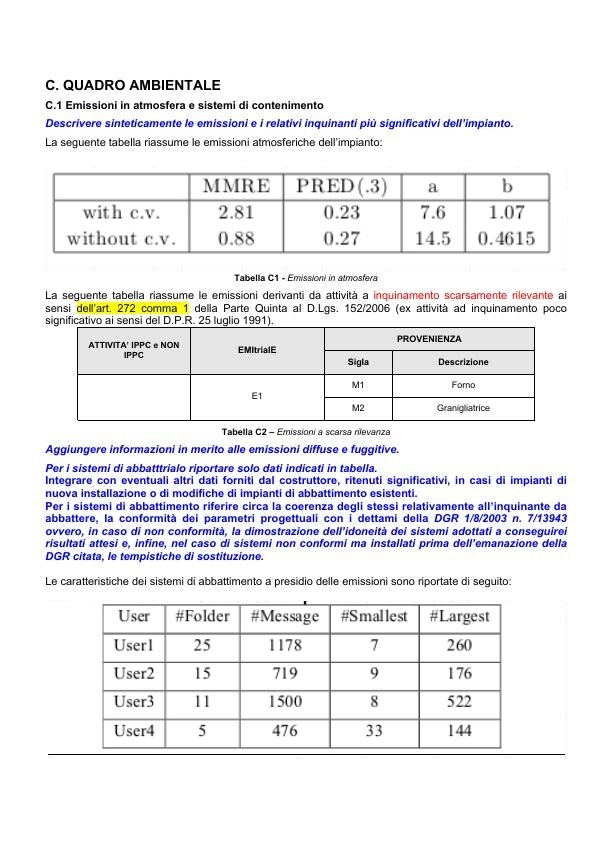 C. QUADRO AMBIENTALE
C.1 Emissioni in atmosfera e sistemi di contenimento
Descrivere sinteticamente le emissioni e i relativi inquinanti più significativi dell'impianto.
La seguente tabella riassume le emissioni atmosferiche dell'impianto:
MMRE PRED(.3) a b
with c.v. 2.81 0.23 7.6 1.07
without c.v. 0.88 0.27 14.5 0.4615
Tabella C1 - Emissioni in atmosfera
La seguente tabella riassume le emissioni derivanti da attività a inquinamento scarsamente rilevante ai
sensi dell'art. 272 comma 1 della Parte Quinta al D.Lgs. 152/2006 (ex attività ad inquinamento poco
significativo ai sensi del D.P.R. 25 luglio 1991).
ATTIVITA' IPPC e NON
IPPC
EMItrialE
PROVENIENZA
Sigla Descrizione
E1
M1 Forno
M2 Granigliatrice
Tabella C2 – Emissioni a scarsa rilevanza
Aggiungere informazioni in merito alle emissioni diffuse e fuggitive.
Per i sistemi di abbatttrialo riportare solo dati indicati in tabella.
Integrare con eventuali altri dati forniti dal costruttore, ritenuti significativi, in casi di impianti di
nuova installazione o di modifiche di impianti di abbattimento esistenti.
Per i sistemi di abbattimento riferire circa la coerenza degli stessi relativamente all'inquinante da
abbattere, la conformità dei parametri progettuali con i dettami della DGR 1/8/2003 n. 7/13943
ovvero, in caso di non conformità, la dimostrazione dell'idoneità dei sistemi adottati a conseguirei
risultati attesi e, infine, nel caso di sistemi non conformi ma installati prima dell'emanazione della
DGR citata, le tempistiche di sostituzione.
Le caratteristiche dei sistemi di abbattimento a presidio delle emissioni sono riportate di seguito:
User #Folder #Message #Smallest #Largest
User1 25 1178 7 260
User2 15 719 9 176
User3 11 1500 8 522
User4 5 476 33 144